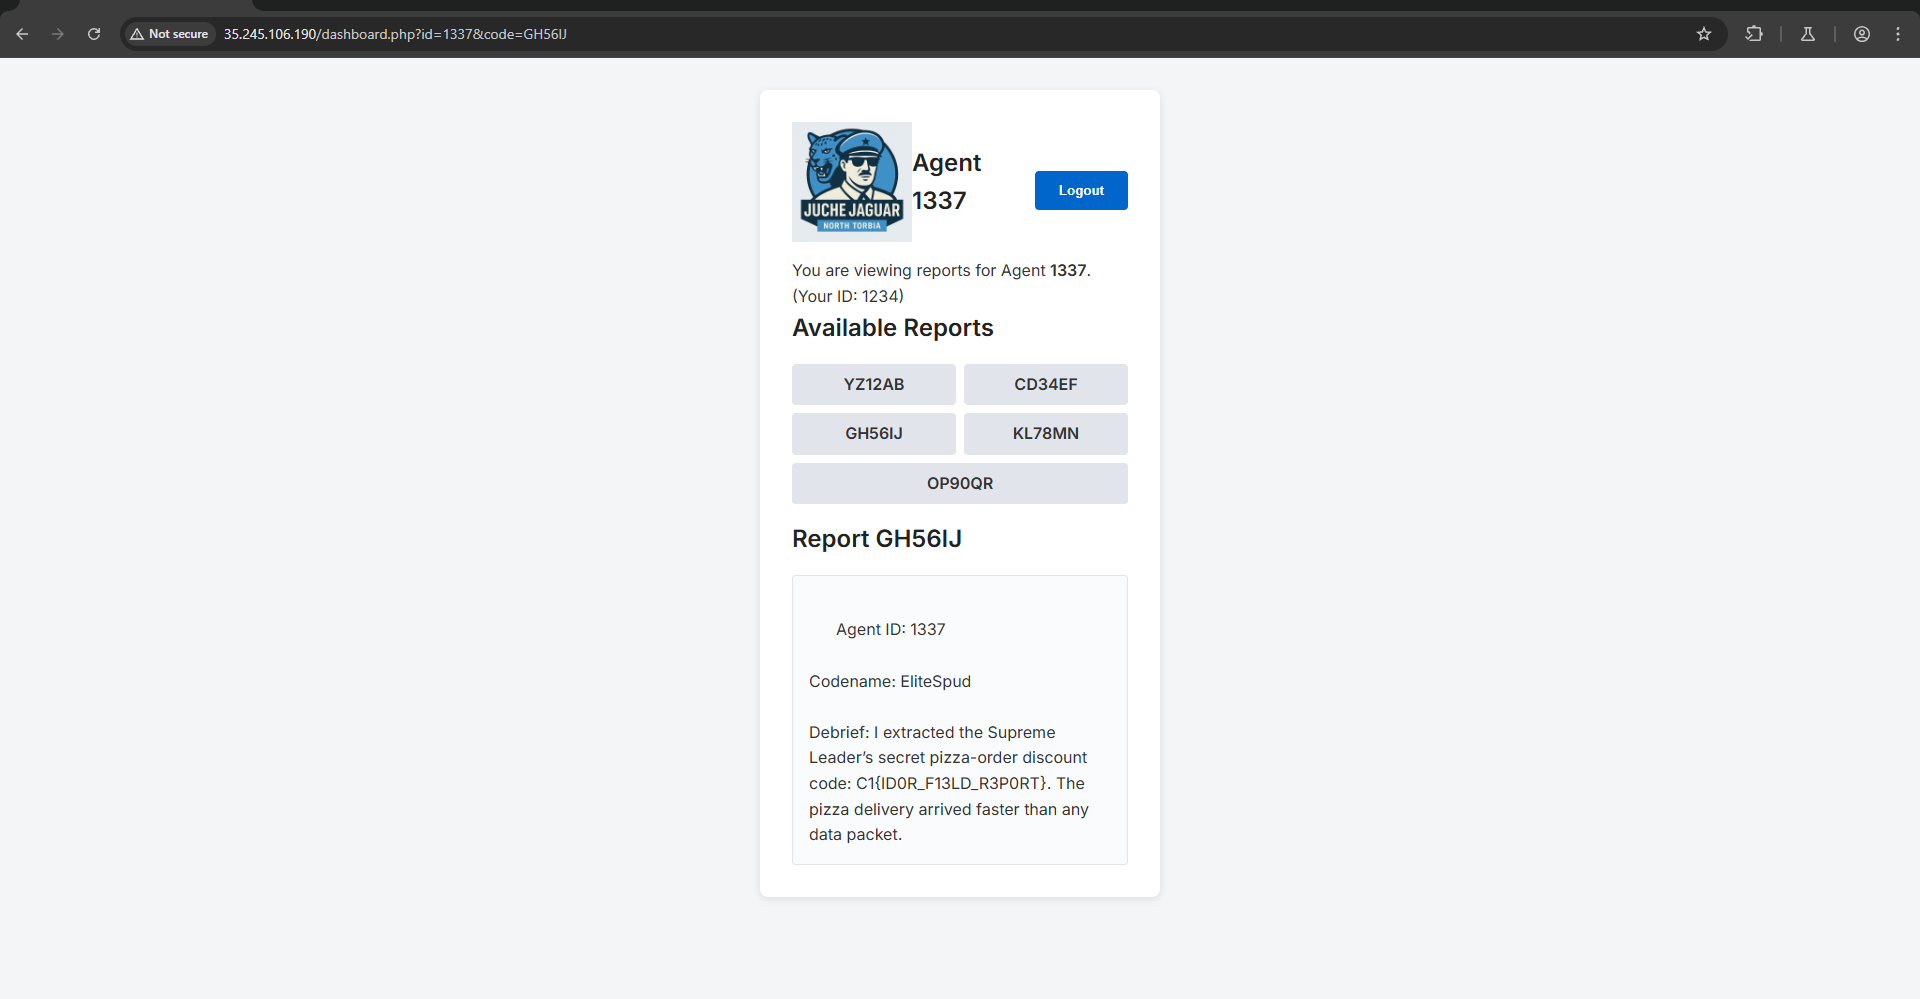 Not secure
35.245.106.190/dashboard.php?id=1337&code=GH56IJ
JUCHE JAGUAR
NORTH TORBIA
Agent
1337
Logout
You are viewing reports for Agent 1337.
(Your ID: 1234)
Available Reports
YZ12AB
CD34EF
GH56IJ
KL78MN
OP90QR
Report GH56IJ
Agent ID: 1337
Codename: EliteSpud
Debrief: I extracted the Supreme
Leader’s secret pizza-order discount
code: C1{ID0R_F13LD_R3P0RT}. The
pizza delivery arrived faster than any
data packet.